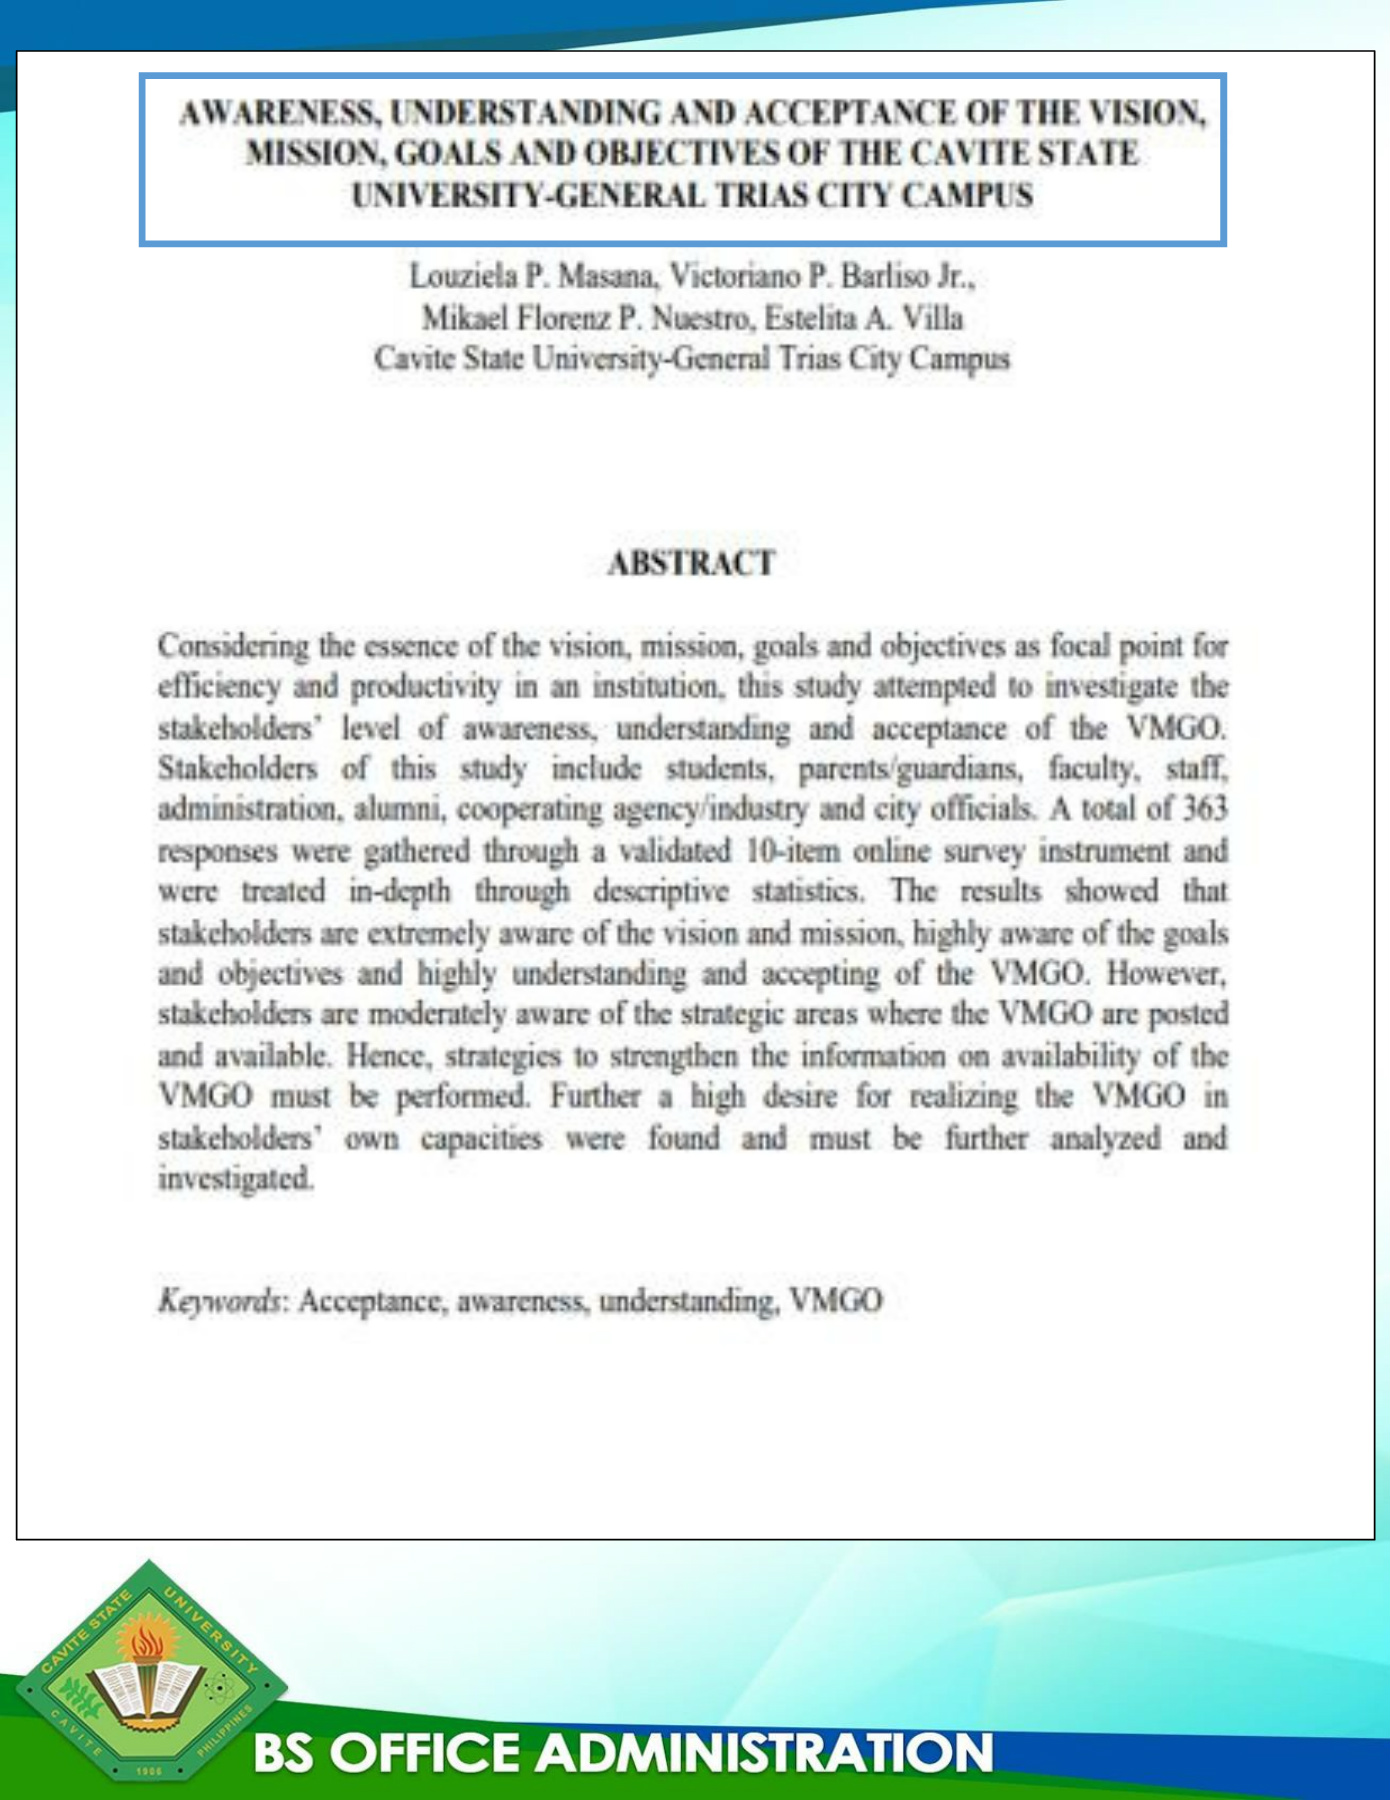 AWARENESS, UNDERSTANDING AND ACCEPTANCE OF THE VISION,
MISSION, GOALS AND OBJECTIVES OF THE CAVITE STATE
UNIVERSITY-GENERAL TRIAS CITY CAMPUS
Louziela P. Masana, Victoriano P. Barliso Jr.,
Mikael Florenz P. Nuestro, Estelita A. Villa
Cavite State University-General Trias City Campus
ABSTRACT
Considering the essence of the vision, mission, goals and objectives as focal point for
efficiency and productivity in an institution, this study attempted to investigate the
stakeholders' level of awareness, understanding and acceptance of the VMGO.
Stakeholders of this study include students, parents/guardians, faculty, staff,
administration, alumni, cooperating agency/industry and city officials. A total of 363
responses were gathered through a validated 10-item online survey instrument and
were treated in-depth through descriptive statistics. The results showed that
stakeholders are extremely aware of the vision and mission, highly aware of the goals
and objectives and highly understanding and accepting of the VMGO. However,
stakeholders are moderately aware of the strategic areas where the VMGO are posted
and available. Hence, strategies to strengthen the information on availability of the
VMGO must be performed. Further a high desire for realizing the VMGO in
stakeholders' own capacities were found and must be further analyzed and
investigated.
Keywords: Acceptance, awareness, understanding, VMGO
CAVITE STATE UNIVERSITY
CAVITE PHILIPPINES
1906
BS OFFICE ADMINISTRATION